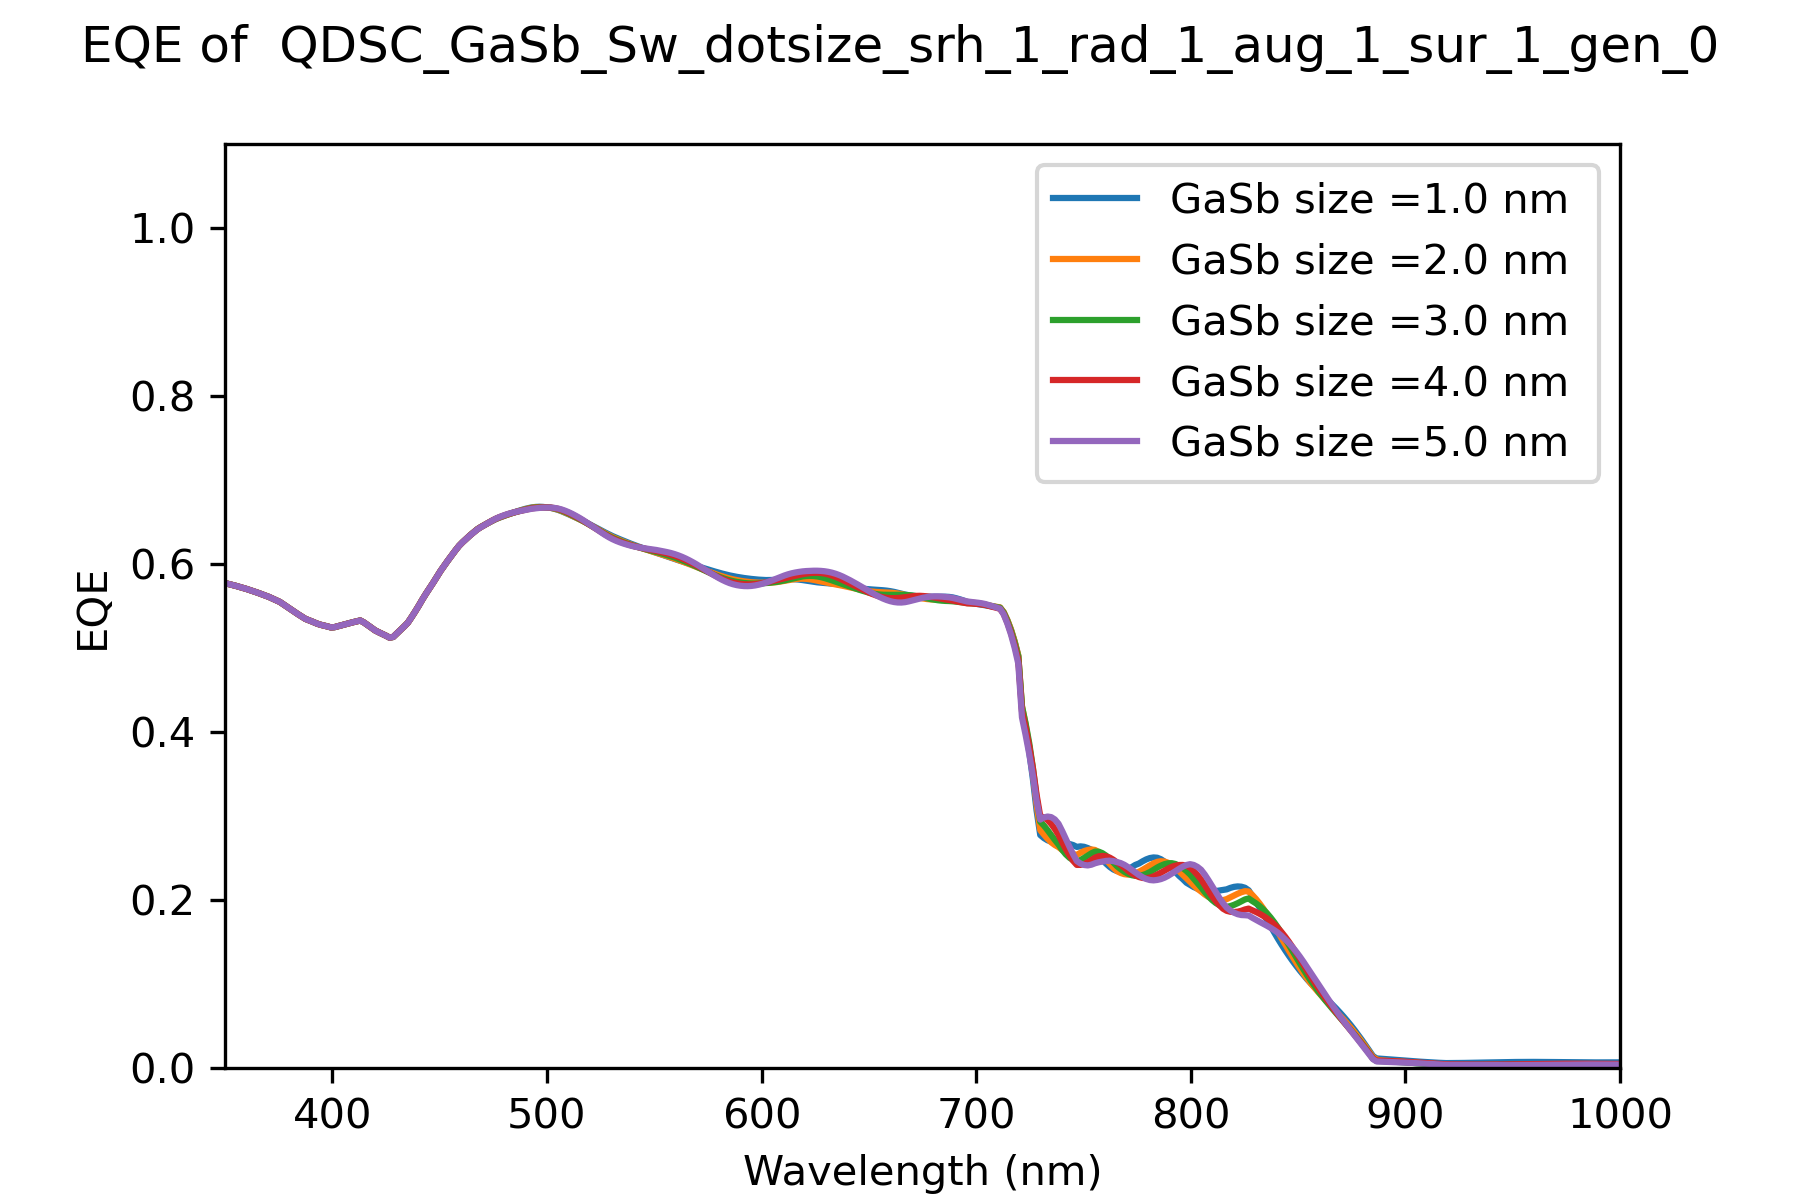 EQE of  QDSC_GaSb_Sw_dotsize_srh_1_rad_1_aug_1_sur_1_gen_0
GaSb size =1.0 nm
GaSb size =2.0 nm
GaSb size =3.0 nm
GaSb size =4.0 nm
GaSb size =5.0 nm
EQE
1.0
0.8
0.6
0.4
0.2
0.0
400 500 600 700 800 900 1000
Wavelength (nm)